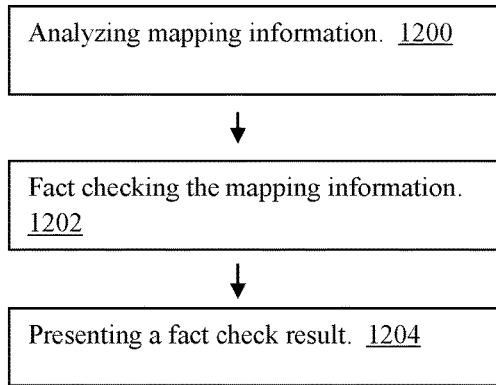 Analyzing mapping information. 1200
Fact checking the mapping information.
1202
Presenting a fact check result. 1204